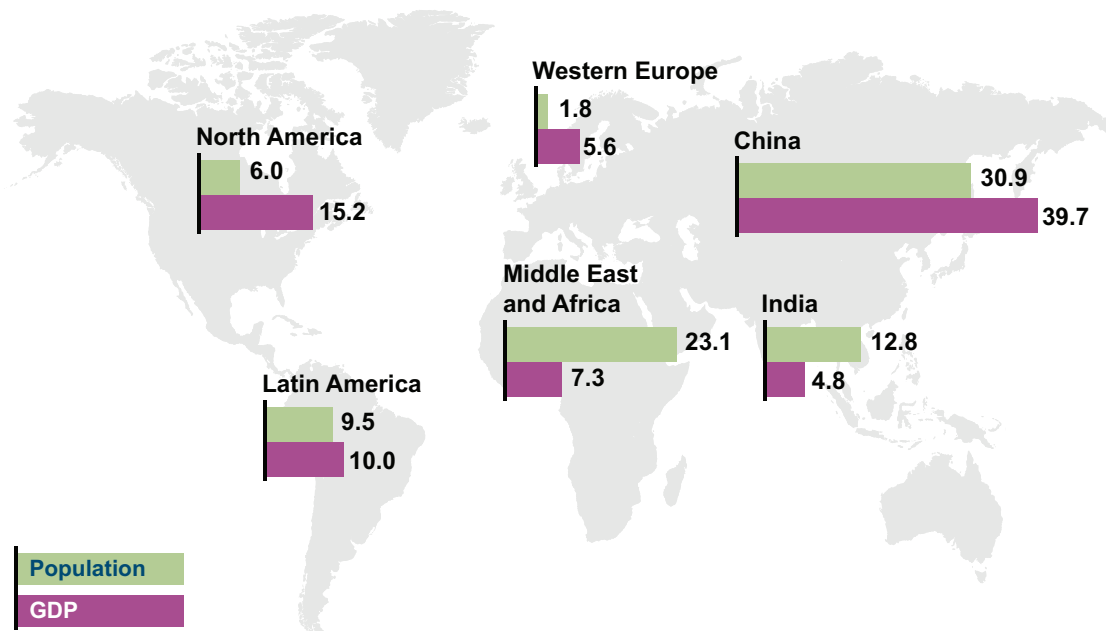 Western Europe
1.8
5.6
North America
6.0
15.2
China
30.9
39.7
Middle East
and Africa
23.1
7.3
India
12.8
4.8
Latin America
9.5
10.0
Population
GDP